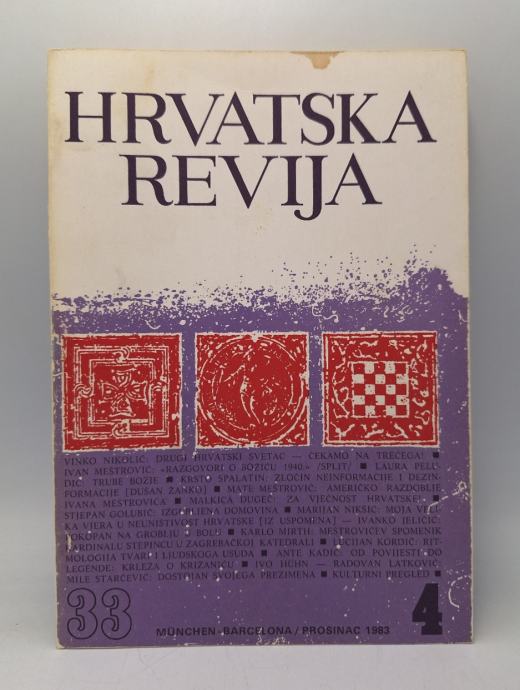 HRVATSKA
REVIJA
VINKO NIKOLIĆ: DRUGI HRVATSKI SVETAC — ČEKAMO NA TREĆEGA! ■
IVAN MEŠTROVIĆ: «RAZGOVORI O BOŽIĆU 1940.» /SPLIT/ ■ LAURA PELU-
DIĆ: TRUBE BOŽJE ■ KRSTO SPALATIN: ZLOČIN NEINFORMACIJE I DEZIN-
FORMACIJE [DUŠAN ŽANKO] ■ MATE MEŠTROVIĆ: AMERIČKO RAZDOBLJE
IVANA MEŠTROVIĆA ■ MALKICA DUGEČ: ZA VJEČNOST HRVATSKE! ■
STJEPAN GOLUBIĆ: IZGUBLJENA DOMOVINA ■ MARIJAN NIKŠIĆ: MOJA VELI-
KA VJERA U NEUNIŠTIVOST HRVATSKE [IZ USPOMENA] — IVANKO JELIČIĆ:
POKOPAN NA GROBLJU U BOLU ■ KARLO MIRTH: MEŠTROVIĆEV SPOMENIK
KARDINALU STEPINCU U ZAGREBAČKOJ KATEDRALI ■ LUCIJAN KORDIĆ: RIT-
MOLOGIJA TVARI I LJUDSKOGA USUDA ■ ANTE KADIĆ: OD POVIJESTI DO
LEGENDE: KRLEŽA O KRIŽANIĆU ■ IVO HÜHN — RADOVAN LATKOVIĆ:
MILE STARČEVIĆ: DOSTOJAN SVOJEGA PREZIMENA ■ KULTURNI PREGLED ■
33 4
MÜNCHEN-BARCELONA / PROSINAC 1983